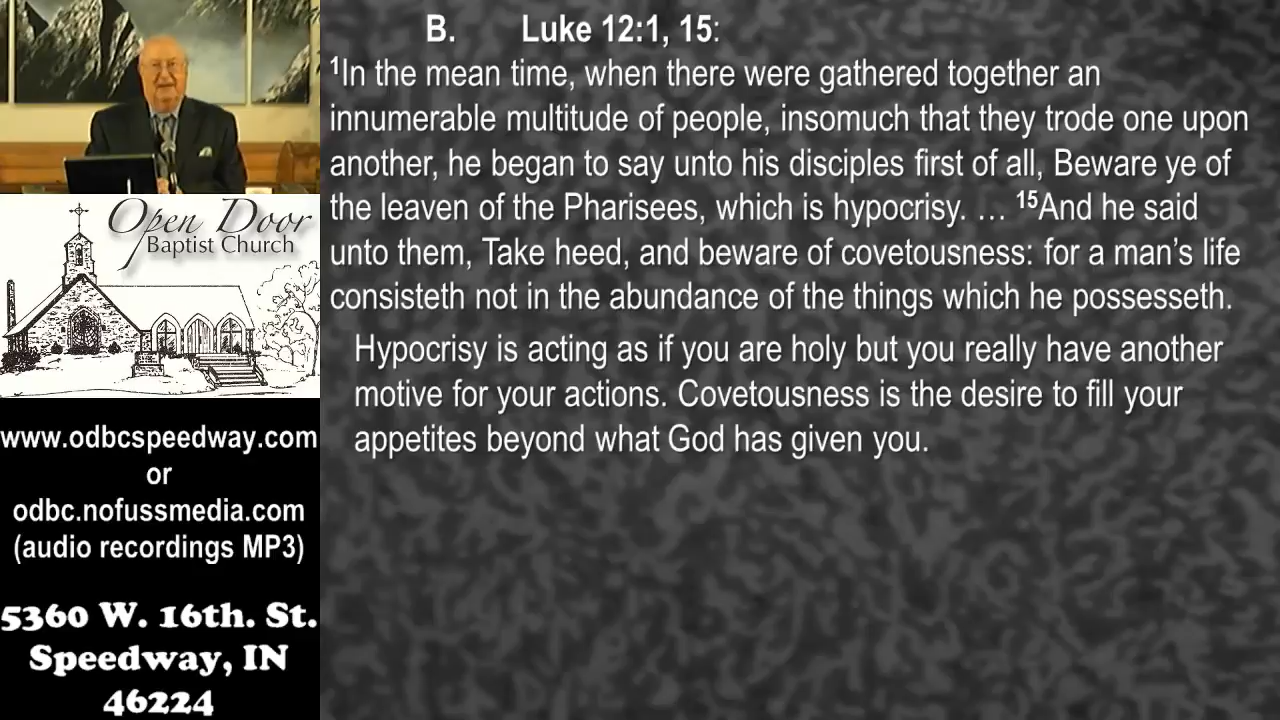 B. Luke 12:1, 15:
¹In the mean time, when there were gathered together an
innumerable multitude of people, insomuch that they trode one upon
another, he began to say unto his disciples first of all, Beware ye of
the leaven of the Pharisees, which is hypocrisy. … ¹⁵And he said
unto them, Take heed, and beware of covetousness: for a man’s life
consisteth not in the abundance of the things which he possesseth.
Hypocrisy is acting as if you are holy but you really have another
motive for your actions. Covetousness is the desire to fill your
appetites beyond what God has given you.
Open Door
Baptist Church
www.odbcspeedway.com
or
odbc.nofussmedia.com
(audio recordings MP3)
5360 W. 16th. St.
Speedway, IN
46224